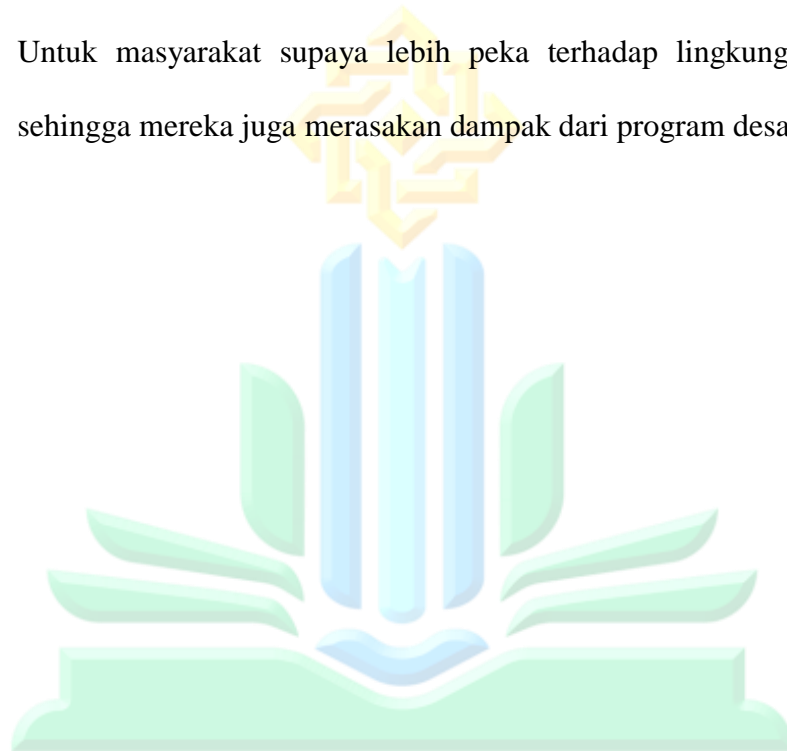 Untuk masyarakat supaya lebih peka terhadap lingkung
sehingga mereka juga merasakan dampak dari program desa